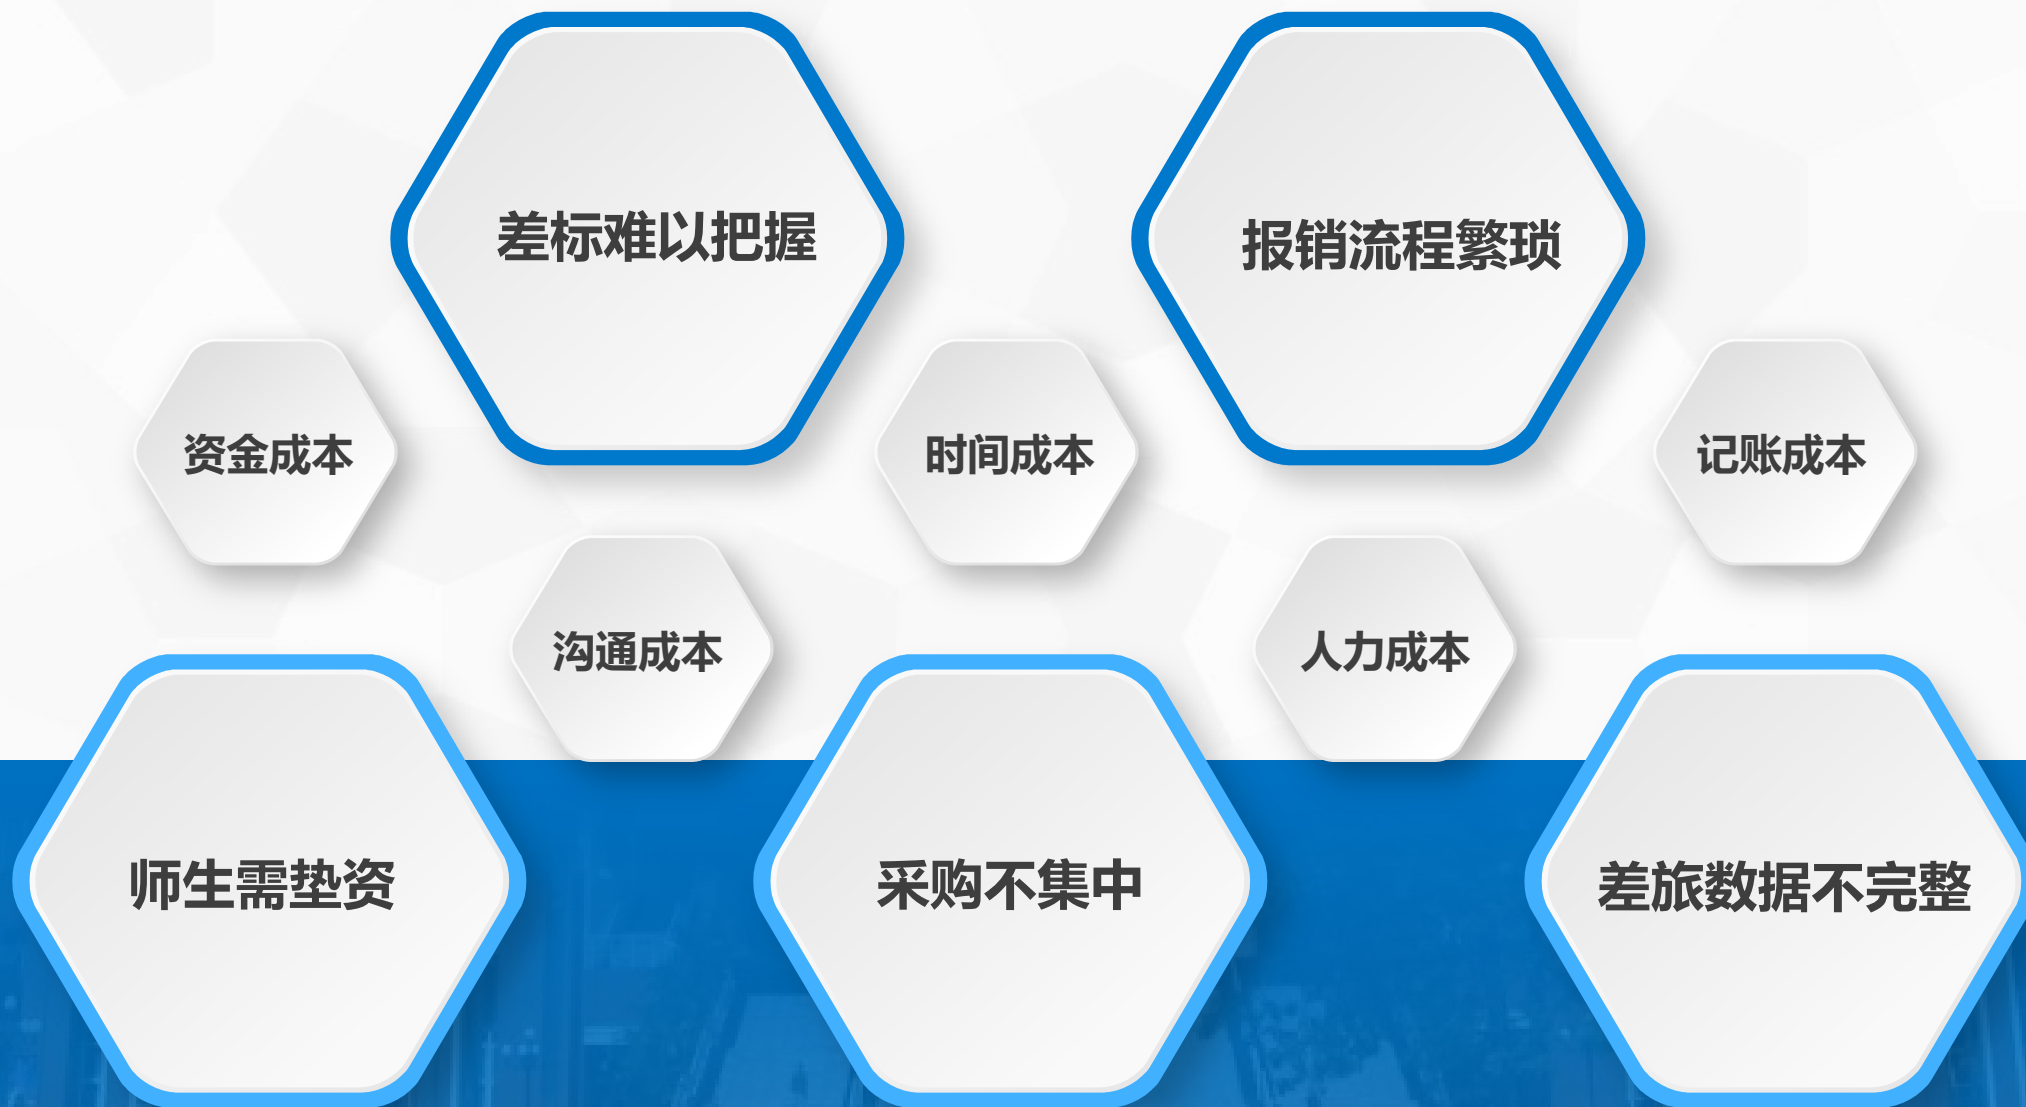 差标难以把握
报销流程繁琐
资金成本
时间成本
记账成本
沟通成本
人力成本
师生需垫资
采购不集中
差旅数据不完整